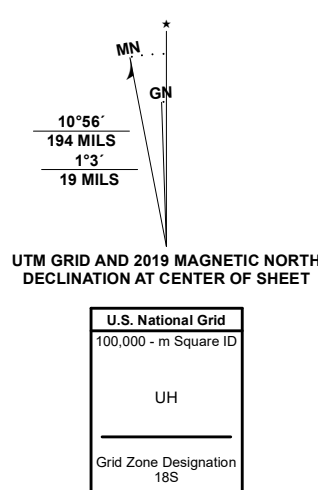 ★
MN
GN
10°56´
194 MILS
1°3´
19 MILS
UTM GRID AND 2019 MAGNETIC NORTH
DECLINATION AT CENTER OF SHEET
U.S. National Grid
100,000 - m Square ID
UH
Grid Zone Designation
18S